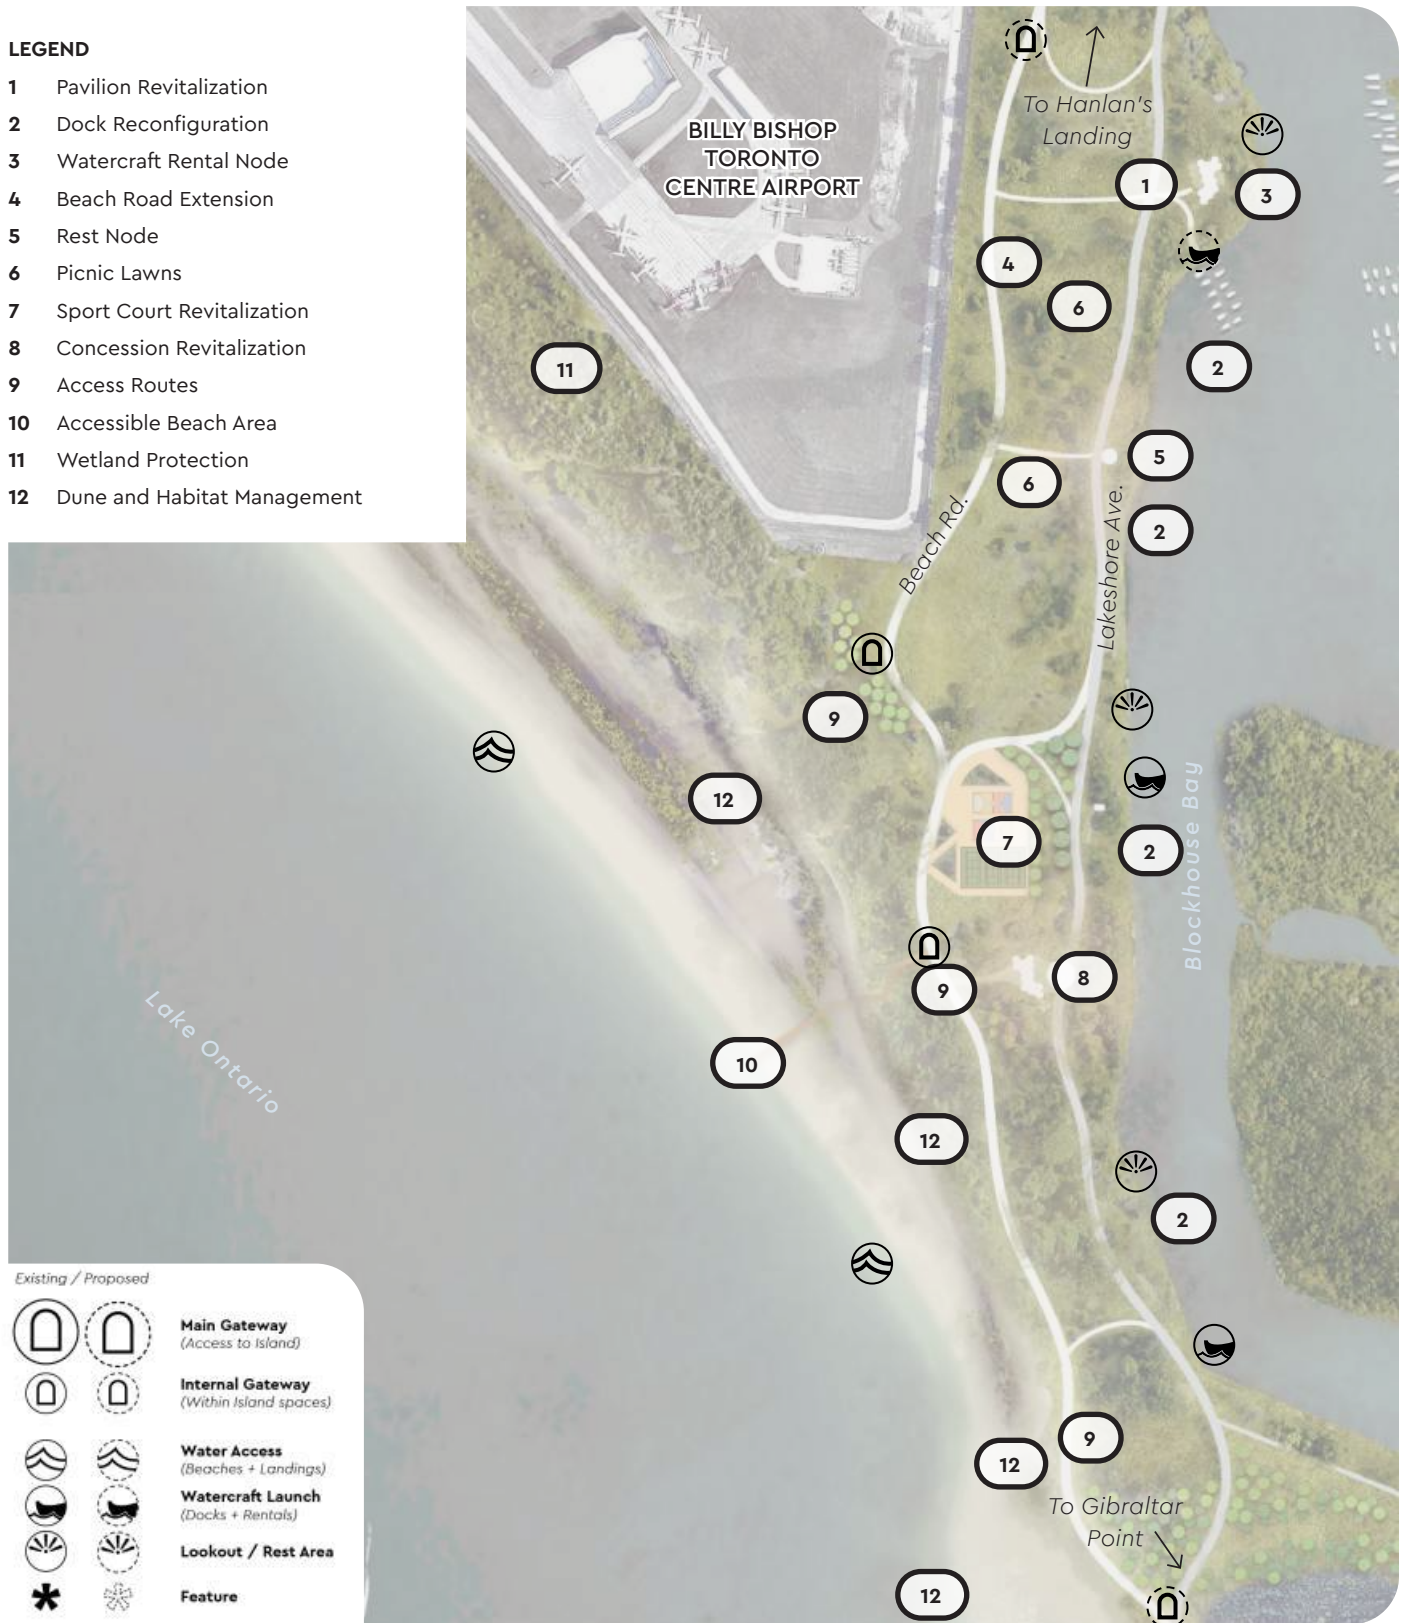 LEGEND
1 Pavilion Revitalization
2 Dock Reconfiguration
3 Watercraft Rental Node
4 Beach Road Extension
5 Rest Node
6 Picnic Lawns
7 Sport Court Revitalization
8 Concession Revitalization
9 Access Routes
10 Accessible Beach Area
11 Wetland Protection
12 Dune and Habitat Management
To Hanlan's
Landing
BILLY BISHOP
TORONTO
CENTRE AIRPORT
1
3
4
6
2
11
5
6
2
Beach Rd.
Lakeshore Ave.
9
12
7
2
Blockhouse Bay
8
9
Lake Ontario
10
12
2
9
12
To Gibraltar
Point
12
Existing / Proposed
Main Gateway
(Access to Island)
Internal Gateway
(Within Island spaces)
Water Access
(Beaches + Landings)
Watercraft Launch
(Docks + Rentals)
Lookout / Rest Area
Feature